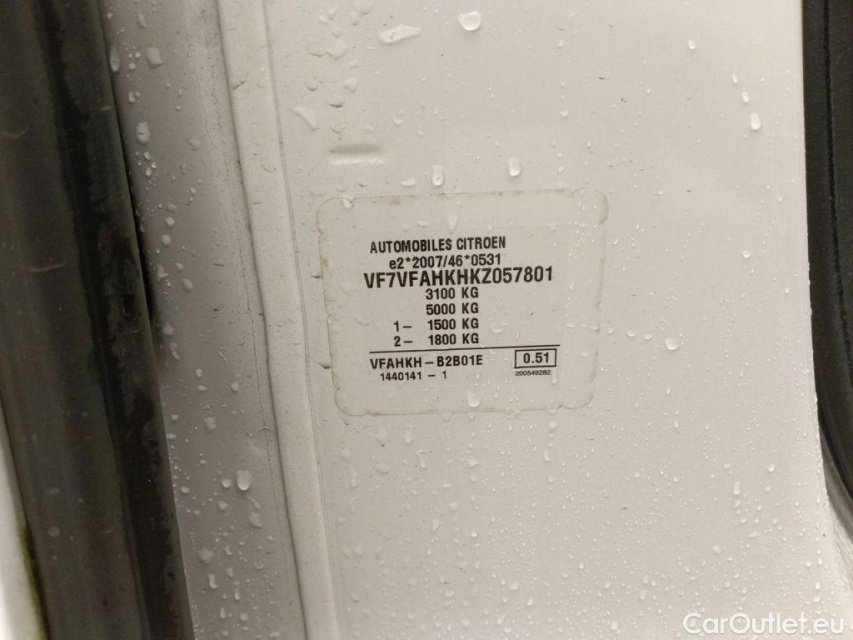 AUTOMOBILES CITROEN
e2*2007/46*0531
VF7VFAHKHKZ057801
3100 KG
5000 KG
1- 1500 KG
2- 1800 KG
VFAHKH-B2B01E 0.51
1440141 - 1 20054928Z
CarOutlet.eu